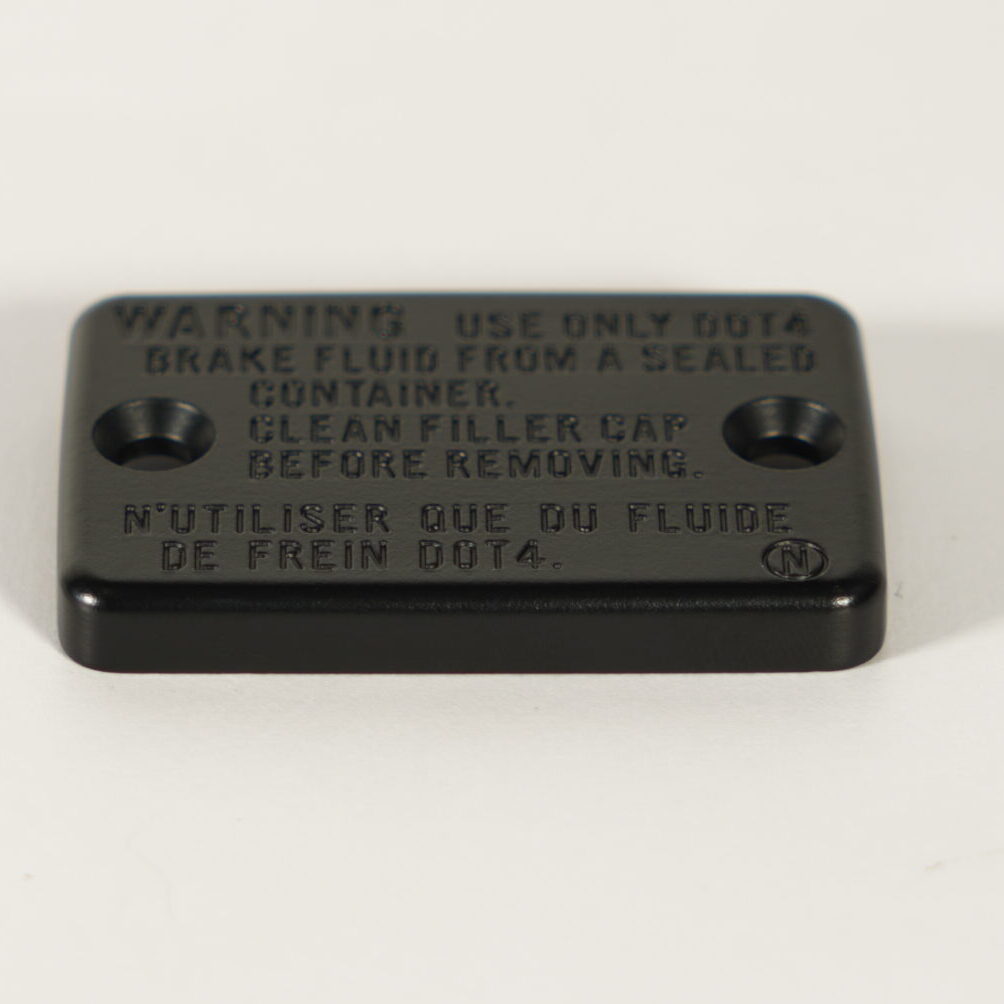 WARNING USE ONLY DOT4
BRAKE FLUID FROM A SEALED
CONTAINER.
CLEAN FILLER CAP
BEFORE REMOVING.
N'UTILISER QUE DU FLUIDE
DE FREIN DOT4.
N